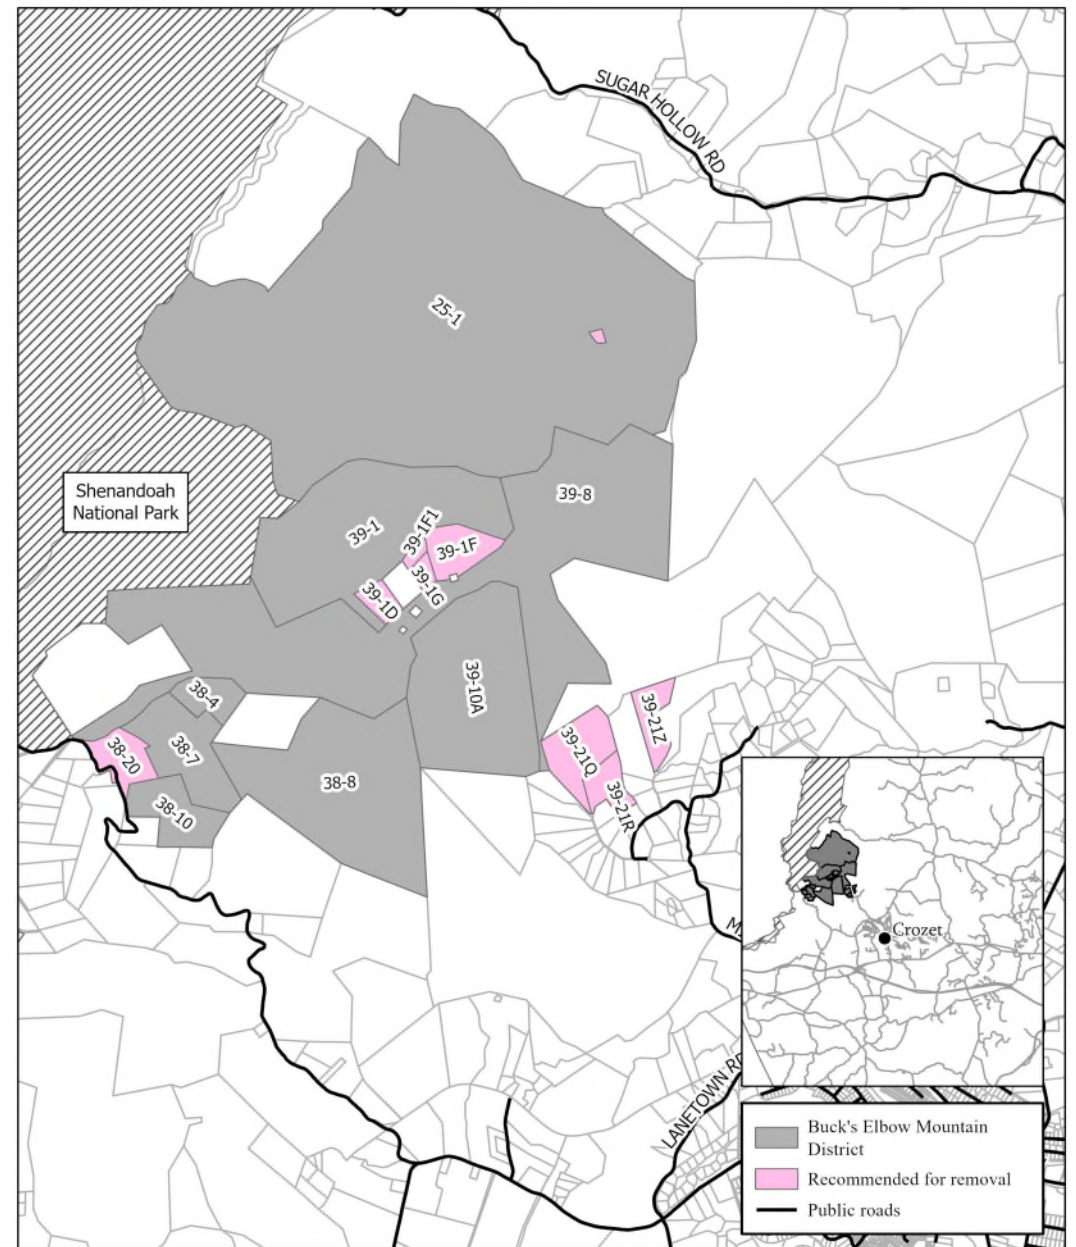 SUGAR HOLLOW RD
25-1
Shenandoah
National Park
39-8
39-1
39-1F1
39-1F
39-1G
39-1D
39-10A
38-4
39-21Z
38-7
38-20
39-21Q
38-8
38-10
39-21R
Crozet
LANETOWN RD
Buck's Elbow Mountain
District
Recommended for removal
Public roads